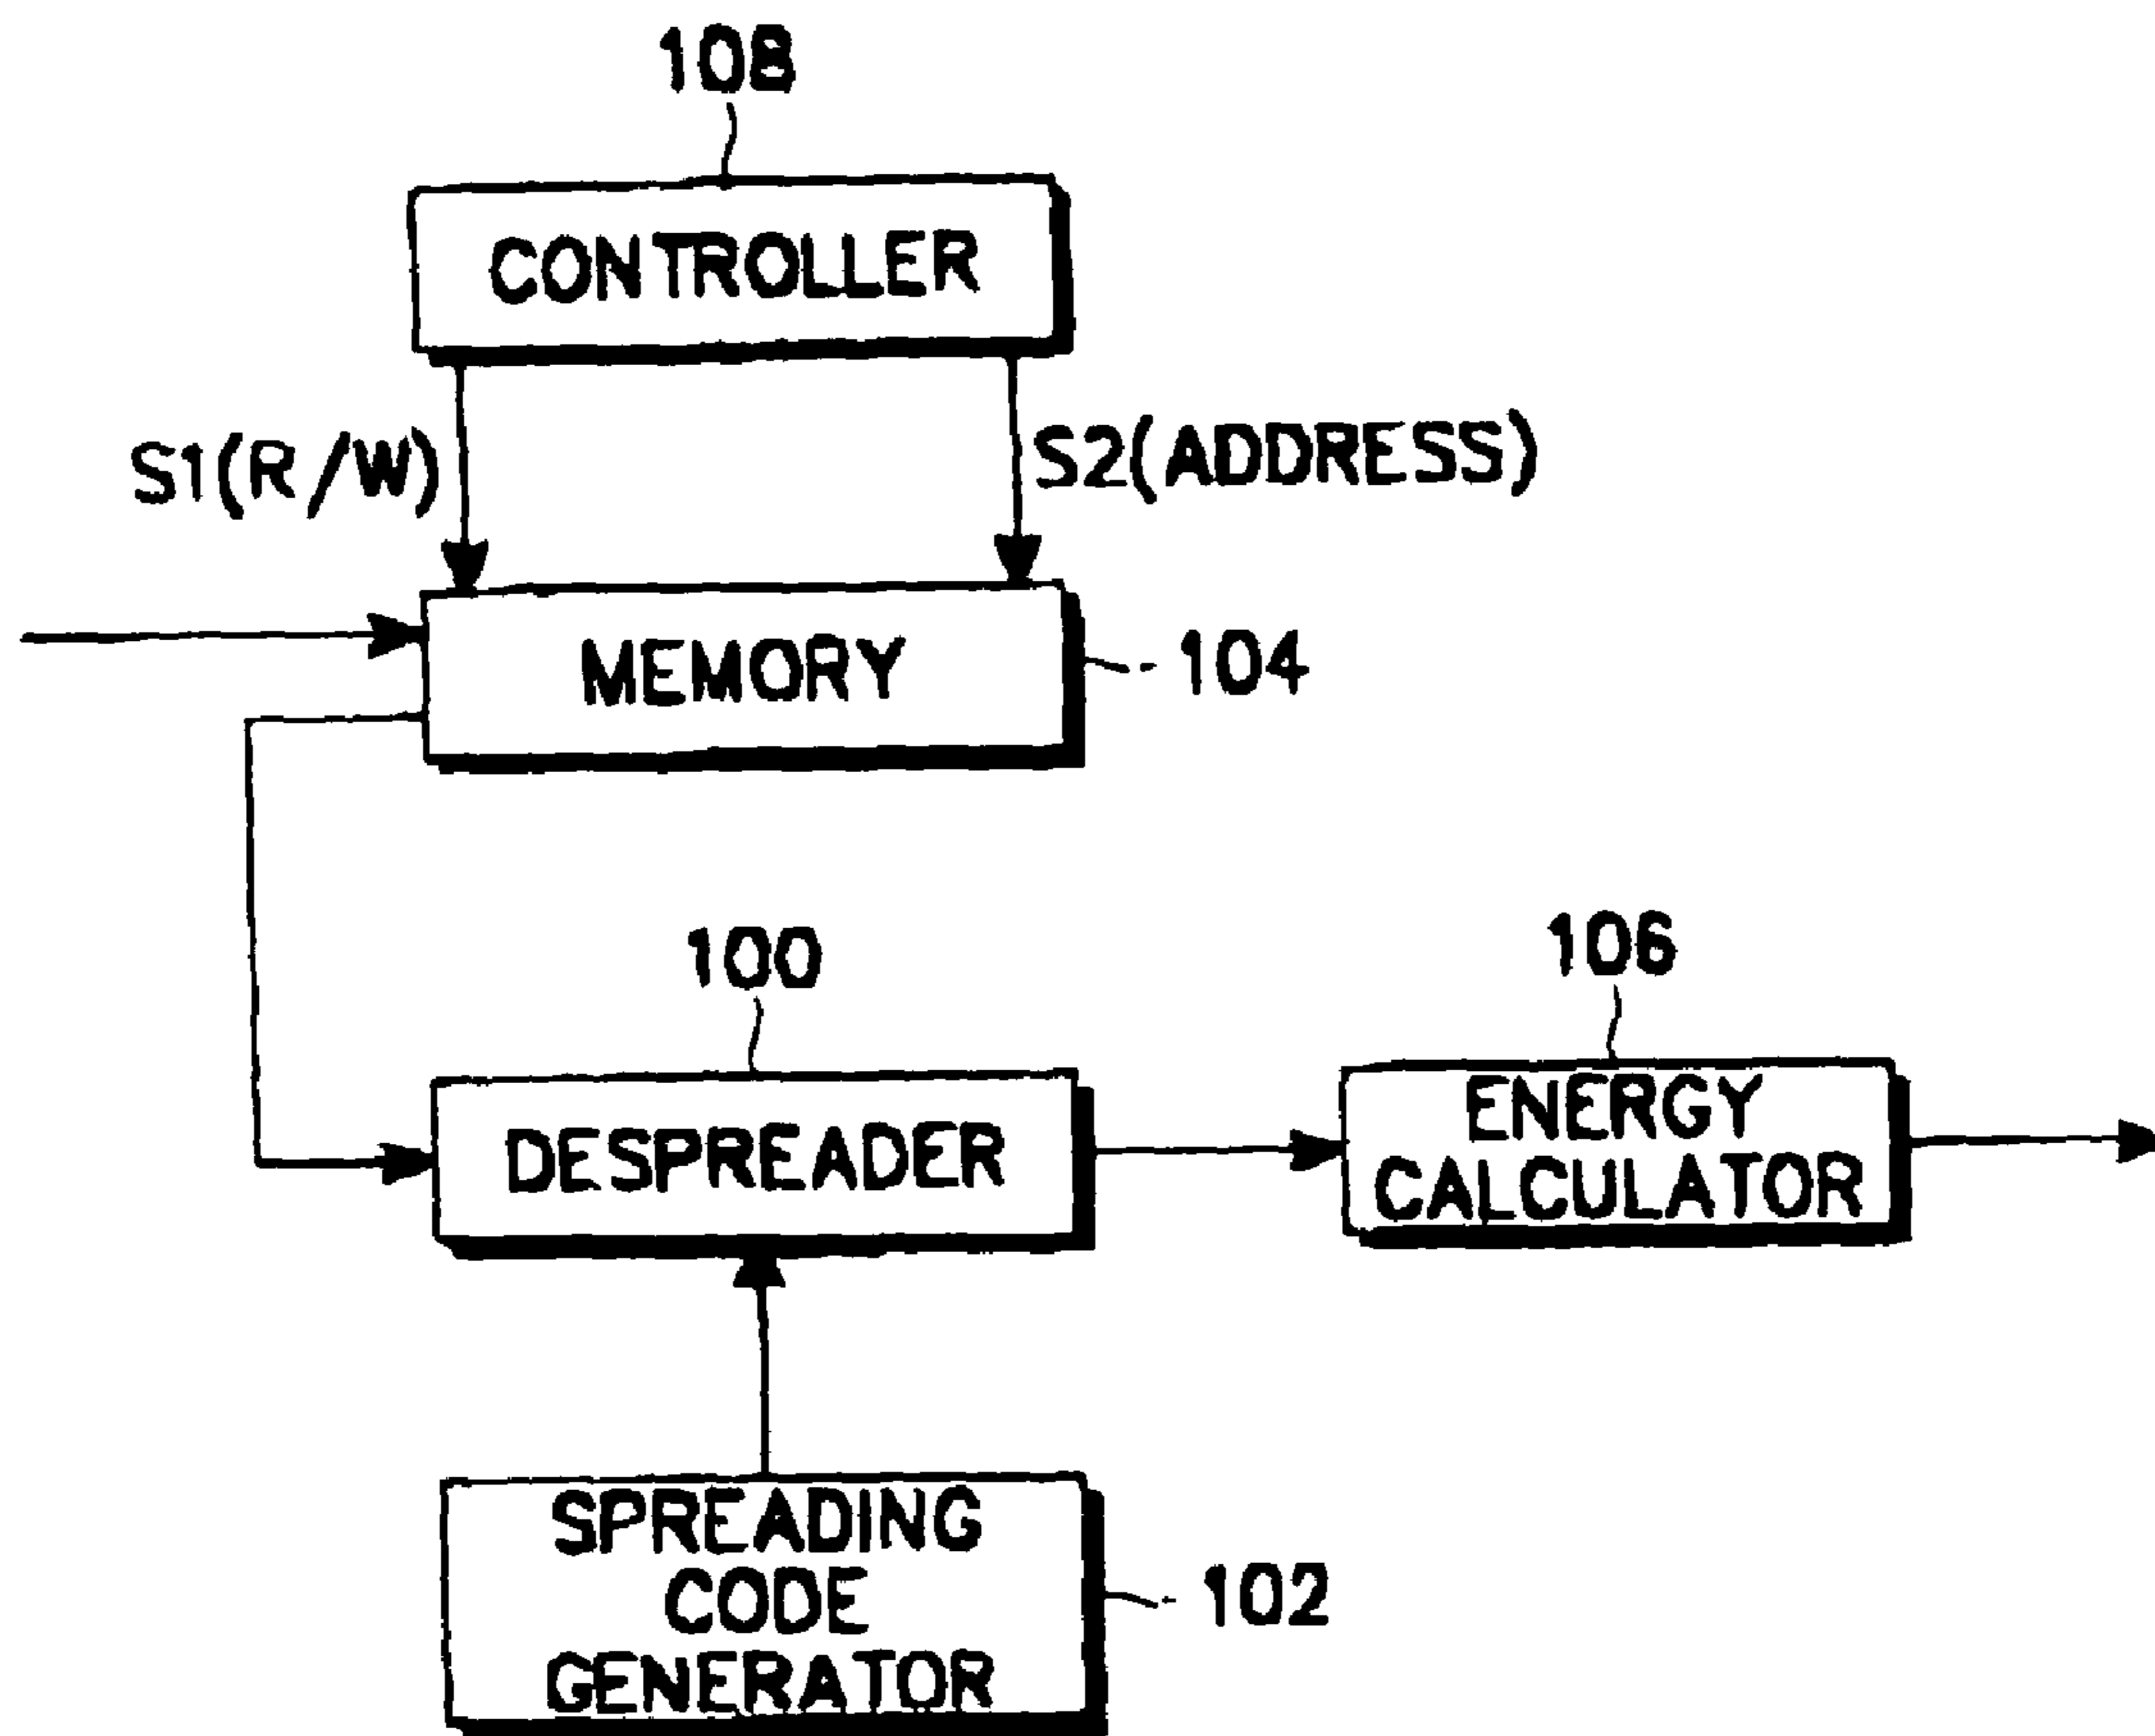 108
CONTROLLER
S1(R/W)
S2(ADDRESS)
MEMORY
104
100
106
DESPREADER
ENERGY
CALCULATOR
SPREADING
CODE
GENERATOR
102